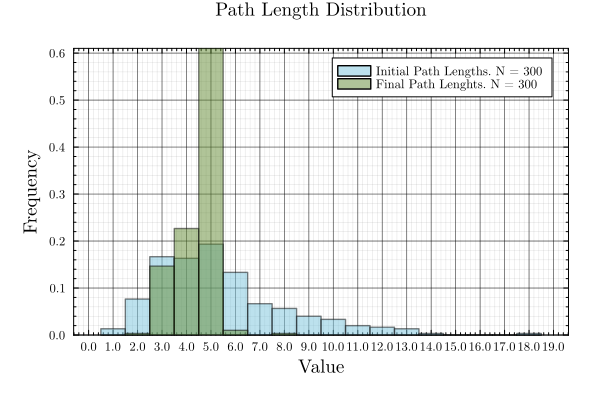 Path Length Distribution
Initial Path Lengths. N = 300
Final Path Lenghts. N = 300
Frequency
0.6
0.5
0.4
0.3
0.2
0.1
0.0
0.0 1.0 2.0 3.0 4.0 5.0 6.0 7.0 8.0 9.0 10.0 11.0 12.0 13.0 14.0 15.0 16.0 17.0 18.0 19.0
Value